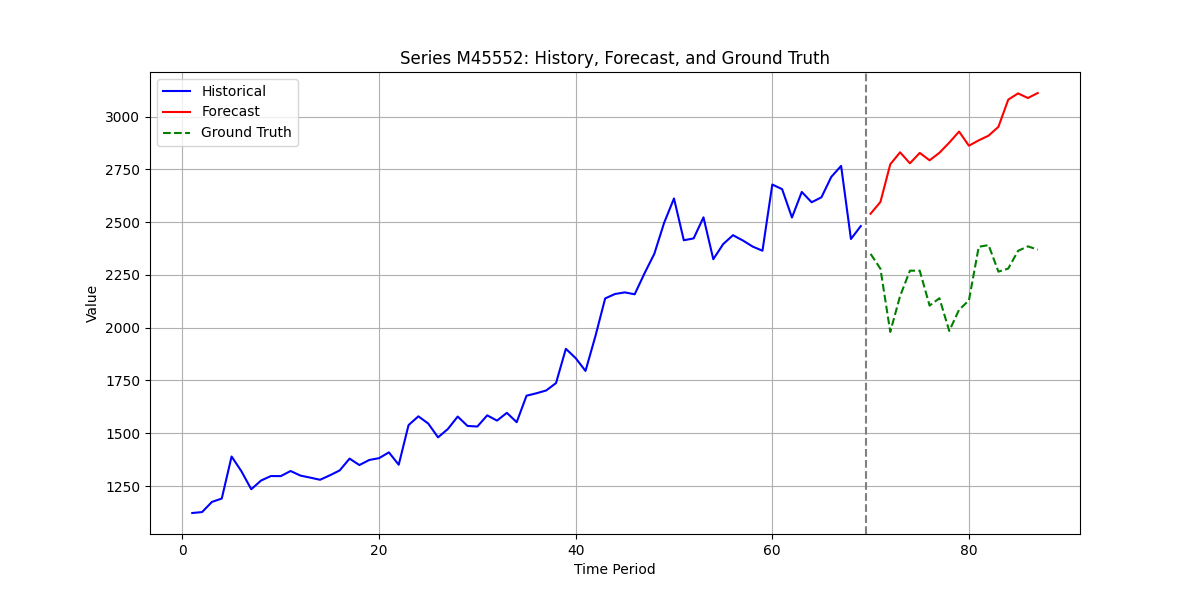 Series M45552: History, Forecast, and Ground Truth
Historical
Forecast
Ground Truth
3000
2750
2500
2250
2000
1750
1500
1250
Value
0 20 40 60 80
Time Period